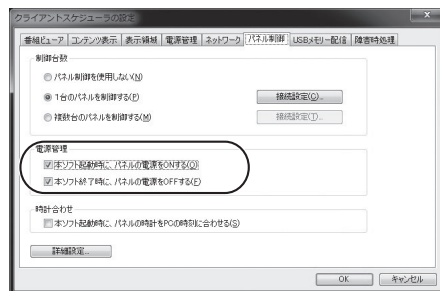 クライアントスケジューラの設定
番組ビューア コンテンツ表示 表示領域 電源管理 ネットワーク パネル制御 USBメモリー配信 障害時処理
制御台数
パネル制御を使用しない(N)
1台のパネルを制御する(P)
接続設定(C)...
複数台のパネルを制御する(M)
接続設定(T)...
電源管理
本ソフト起動時に、パネルの電源をONする(O)
本ソフト終了時に、パネルの電源をOFFする(F)
時計合わせ
本ソフト起動時に、パネルの時計をPCの時刻に合わせる(S)
詳細設定...
OK キャンセル